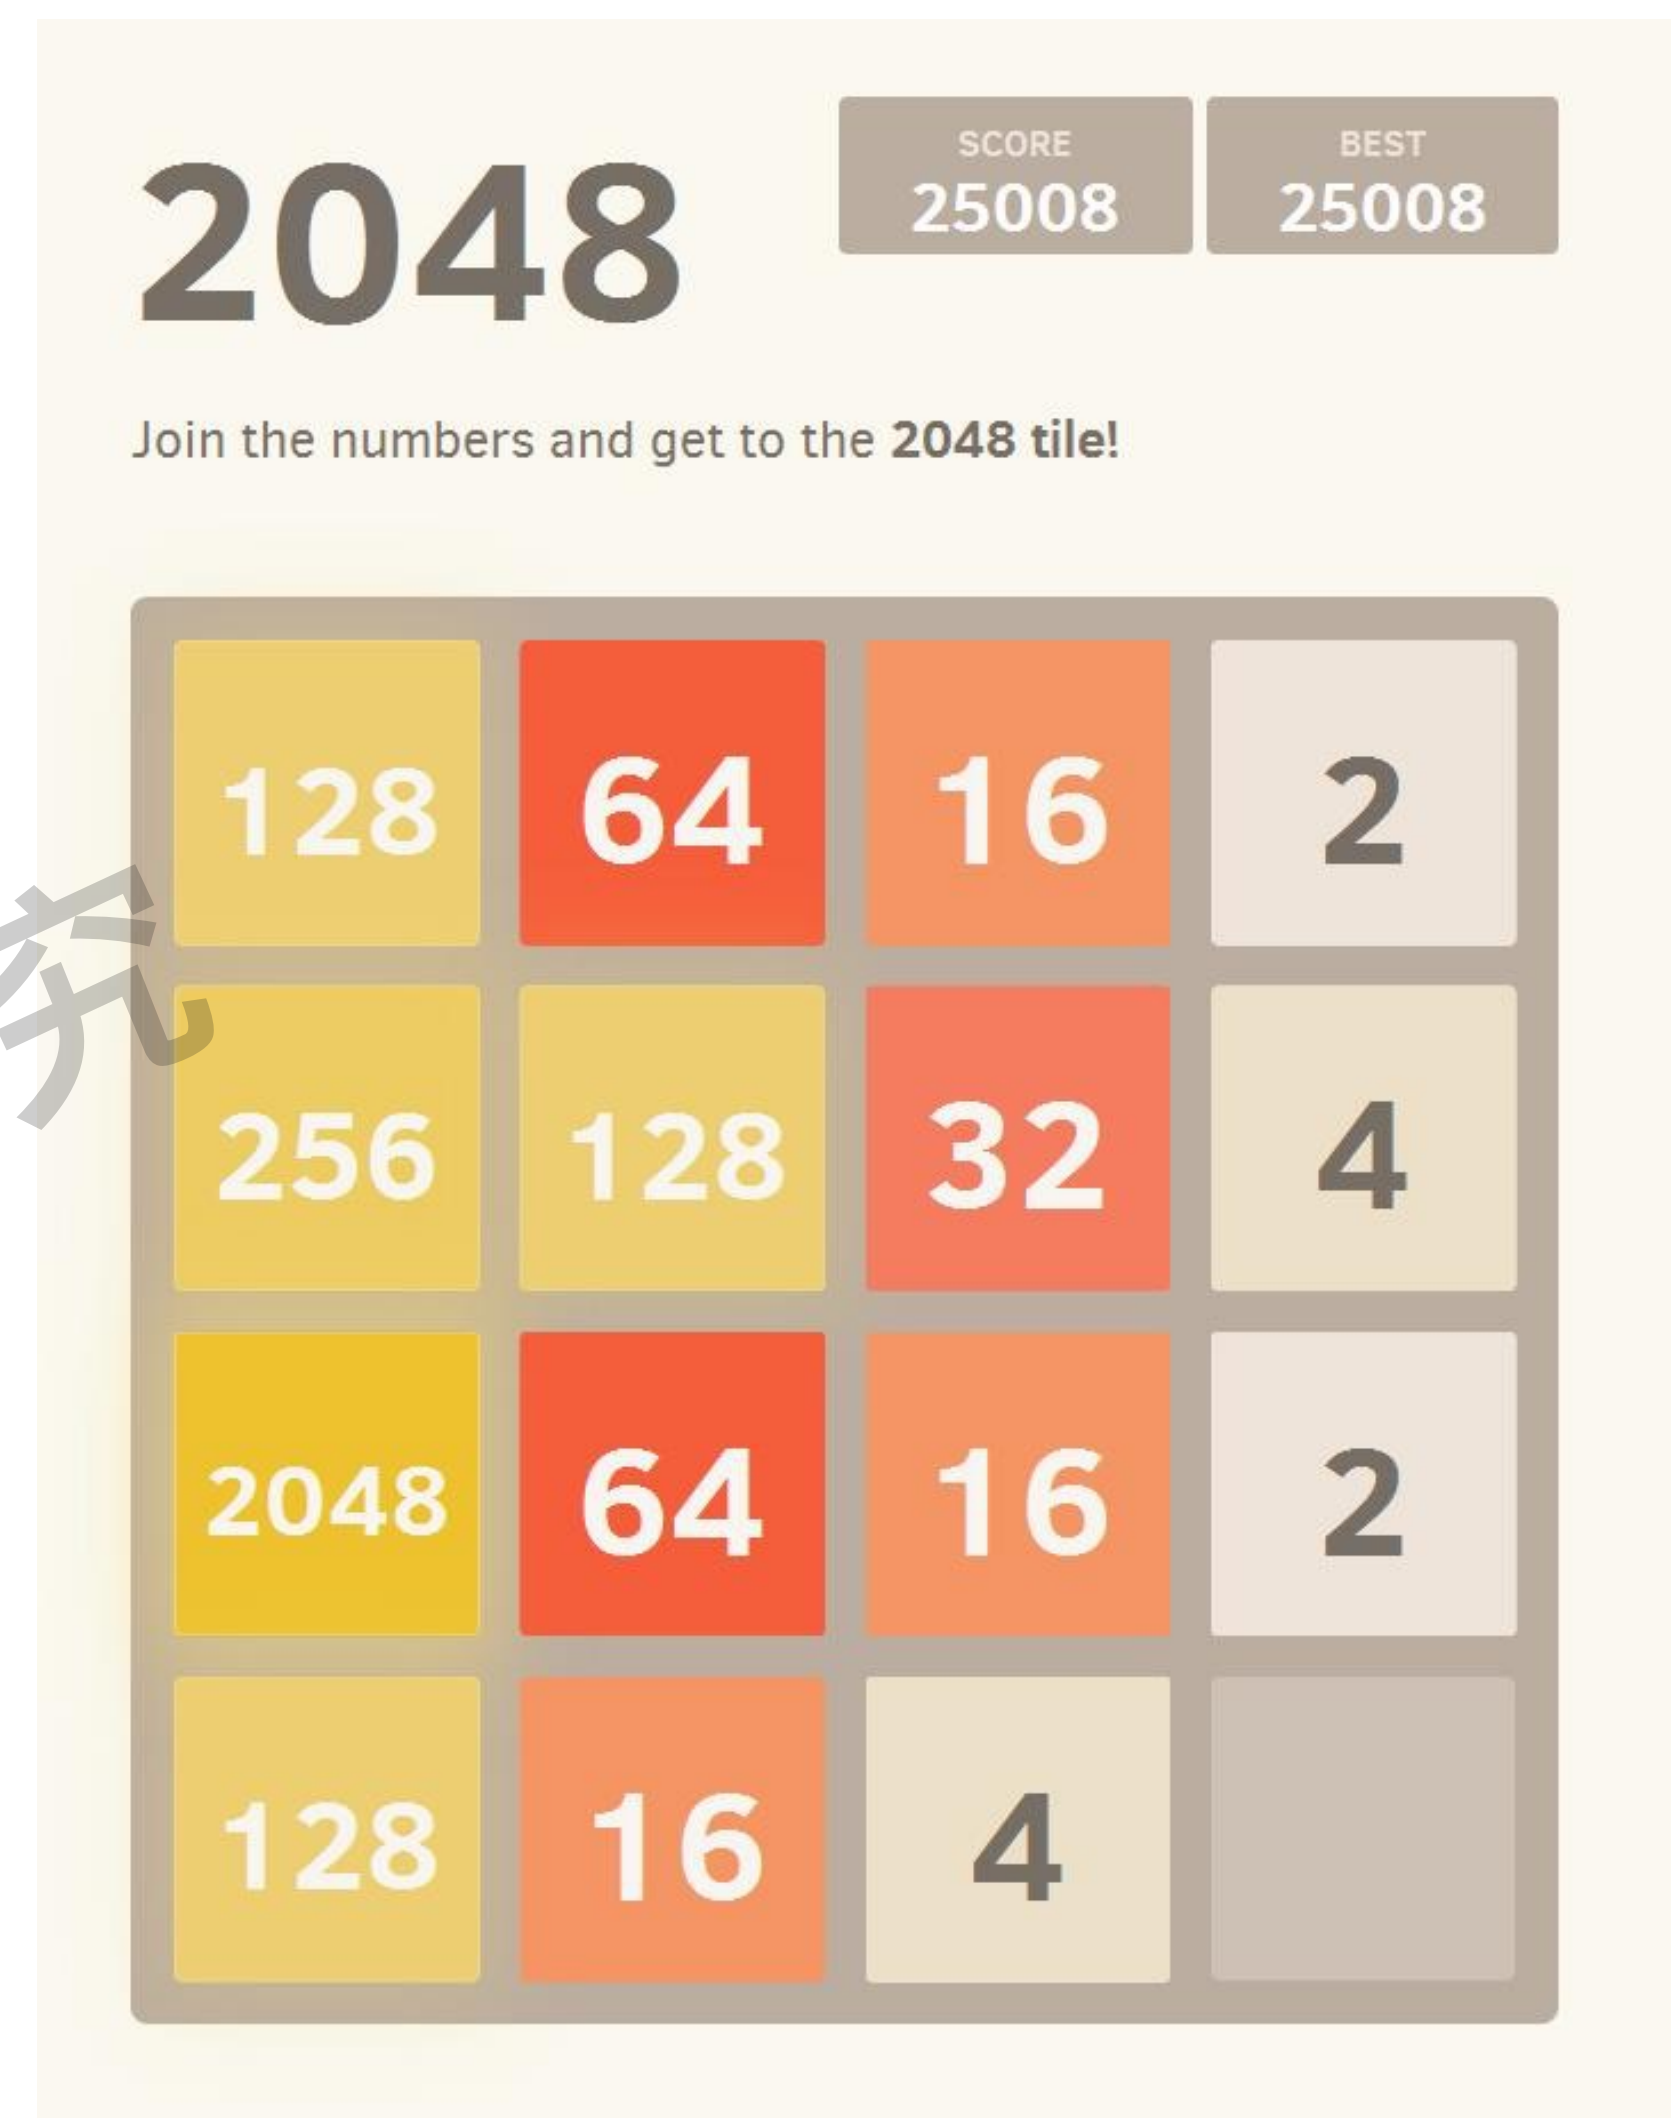 2048
SCORE
25008
BEST
25008
Join the numbers and get to the 2048 tile!
128 64 16 2
256 128 32 4
2048 64 16 2
128 16 4
究